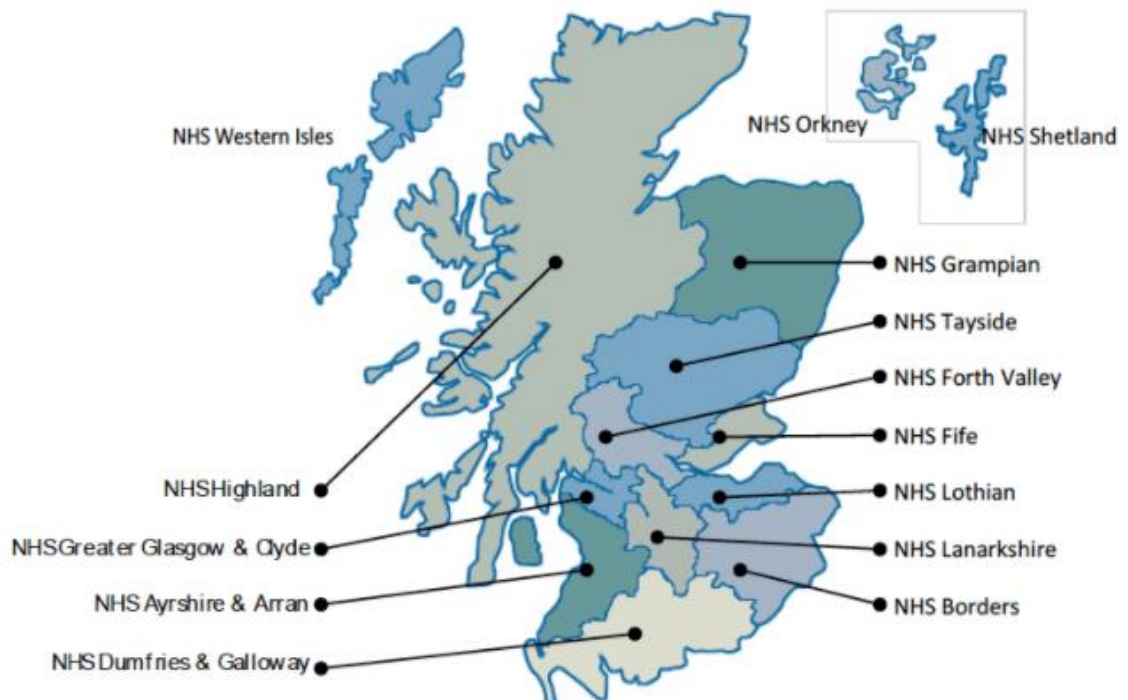 NHS Western Isles
NHS Orkney
NHS Shetland
NHS Grampian
NHS Tayside
NHS Forth Valley
NHS Fife
NHS Lothian
NHS Lanarkshire
NHS Borders
NHSHighland
NHSGreater Glasgow & Clyde
NHS Ayrshire & Arran
NHSDumfries & Galloway